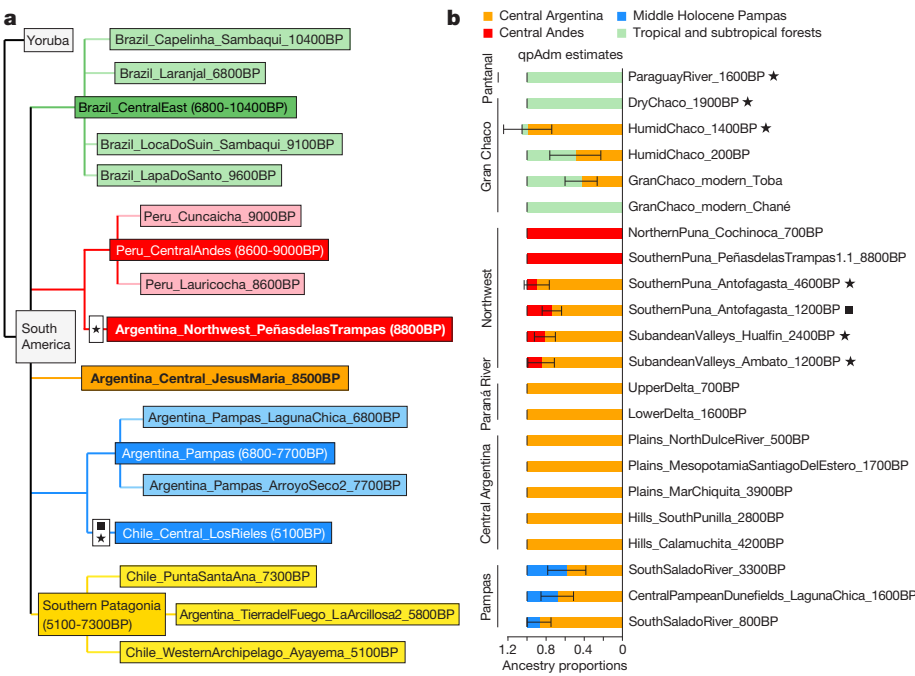 a
Yoruba
Brazil_Capelinha_Sambaqui_10400BP
Brazil_Laranjal_6800BP
Brazil_CentralEast (6800-10400BP)
Brazil_LocaDoSuin_Sambaqui_9100BP
Brazil_LapaDoSanto_9600BP
Peru_Cuncaicha_9000BP
Peru_CentralAndes (8600-9000BP)
Peru_Lauricocha_8600BP
★ Argentina_Northwest_PeñasdelasTrampas (8800BP)
South
America
Argentina_Central_JesusMaria_8500BP
Argentina_Pampas_LagunaChica_6800BP
Argentina_Pampas (6800-7700BP)
Argentina_Pampas_ArroyoSeco2_7700BP
■
★
Chile_Central_LosRieles (5100BP)
Chile_PuntaSantaAna_7300BP
Southern Patagonia
(5100-7300BP)
Argentina_TierradelFuego_LaArcillosa2_5800BP
Chile_WesternArchipelago_Ayayema_5100BP
b
Central Argentina
Middle Holocene Pampas
Central Andes
Tropical and subtropical forests
qpAdm estimates
Pantanal
ParaguayRiver_1600BP ★
Gran Chaco
DryChaco_1900BP ★
HumidChaco_1400BP ★
HumidChaco_200BP
GranChaco_modern_Toba
GranChaco_modern_Chané
Northwest
NorthernPuna_Cochinoca_700BP
SouthernPuna_PeñasdelasTrampas1.1_8800BP
SouthernPuna_Antofagasta_4600BP ★
SouthernPuna_Antofagasta_1200BP ■
SubandeanValleys_Hualfin_2400BP ★
SubandeanValleys_Ambato_1200BP ★
Paraná River
UpperDelta_700BP
LowerDelta_1600BP
Central Argentina
Plains_NorthDulceRiver_500BP
Plains_MesopotamiaSantiagoDelEstero_1700BP
Plains_MarChiquita_3900BP
Hills_SouthPunilla_2800BP
Hills_Calamuchita_4200BP
Pampas
SouthSaladoRiver_3300BP
CentralPampeanDunefields_LagunaChica_1600BP
SouthSaladoRiver_800BP
1.2 0.8 0.4 0
Ancestry proportions